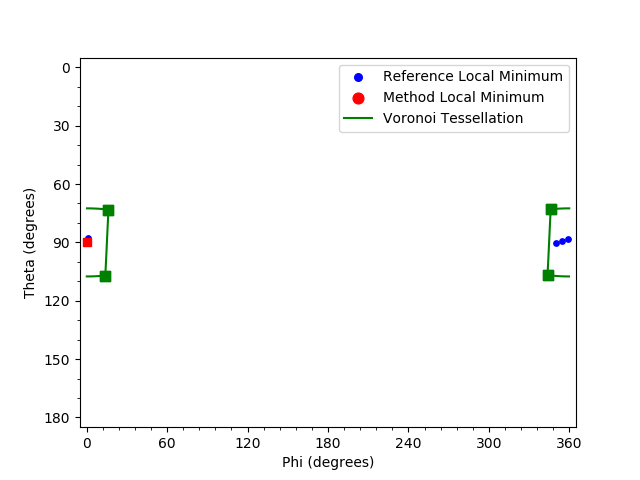 Reference Local Minimum
Method Local Minimum
Voronoi Tessellation
Theta (degrees)
0
30
60
90
120
150
180
0 60 120 180 240 300 360
Phi (degrees)